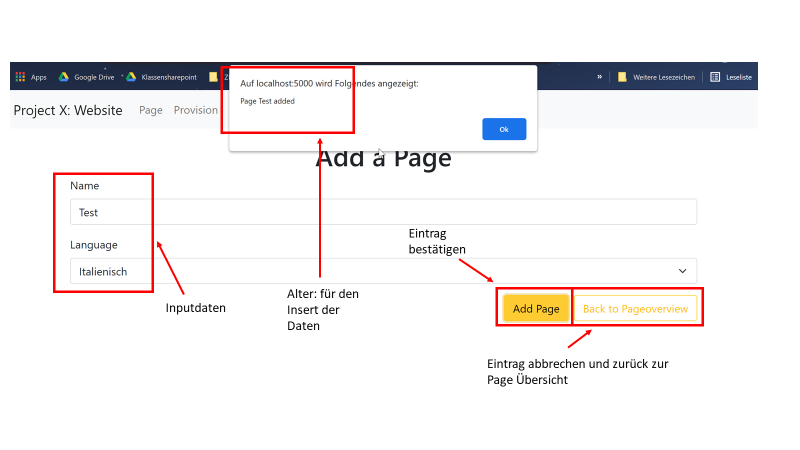 Apps Google Drive Klassensharepoint » Weitere Lesezeichen Leseliste
Auf localhost:5000 wird Folgendes angezeigt:
Page Test added
Ok
Project X: Website Page Provision
Add a Page
Name
Test
Language
Italienisch
Eintrag
bestätigen
Inputdaten
Alter: für den
Insert der
Daten
Add Page Back to Pageoverview
Eintrag abbrechen und zurück zur
Page Übersicht